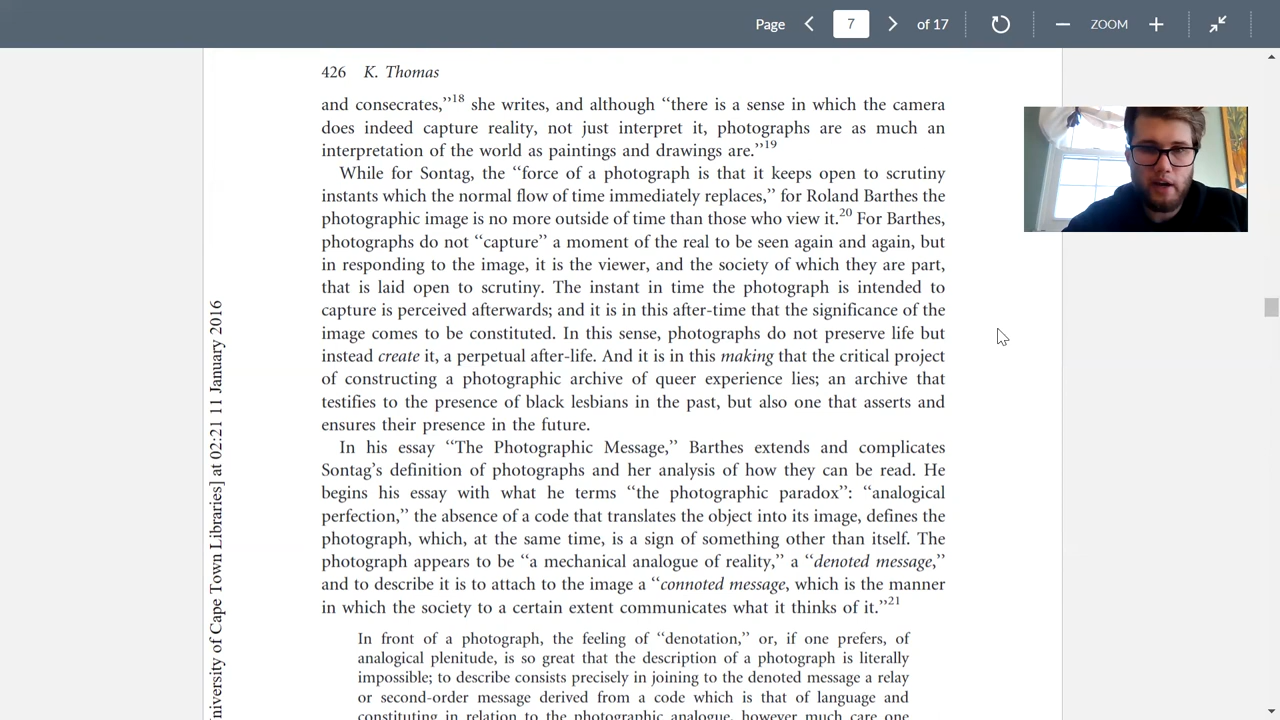 Page 7 of 17 ZOOM
426 K. Thomas
and consecrates,”18 she writes, and although “there is a sense in which the camera
does indeed capture reality, not just interpret it, photographs are as much an
interpretation of the world as paintings and drawings are.”19
While for Sontag, the “force of a photograph is that it keeps open to scrutiny
instants which the normal flow of time immediately replaces,” for Roland Barthes the
photographic image is no more outside of time than those who view it.20 For Barthes,
photographs do not “capture” a moment of the real to be seen again and again, but
in responding to the image, it is the viewer, and the society of which they are part,
that is laid open to scrutiny. The instant in time the photograph is intended to
capture is perceived afterwards; and it is in this after-time that the significance of the
image comes to be constituted. In this sense, photographs do not preserve life but
instead create it, a perpetual after-life. And it is in this making that the critical project
of constructing a photographic archive of queer experience lies; an archive that
testifies to the presence of black lesbians in the past, but also one that asserts and
ensures their presence in the future.
In his essay “The Photographic Message,” Barthes extends and complicates
Sontag’s definition of photographs and her analysis of how they can be read. He
begins his essay with what he terms “the photographic paradox”: “analogical
perfection,” the absence of a code that translates the object into its image, defines the
photograph, which, at the same time, is a sign of something other than itself. The
photograph appears to be “a mechanical analogue of reality,” a “denoted message,”
and to describe it is to attach to the image a “connoted message, which is the manner
in which the society to a certain extent communicates what it thinks of it.”21
In front of a photograph, the feeling of “denotation,” or, if one prefers, of
analogical plenitude, is so great that the description of a photograph is literally
impossible; to describe consists precisely in joining to the denoted message a relay
or second-order message derived from a code which is that of language and
constituting in relation to the photographic analogue, however much care one
niversity of Cape Town Libraries] at 02:21 11 January 2016